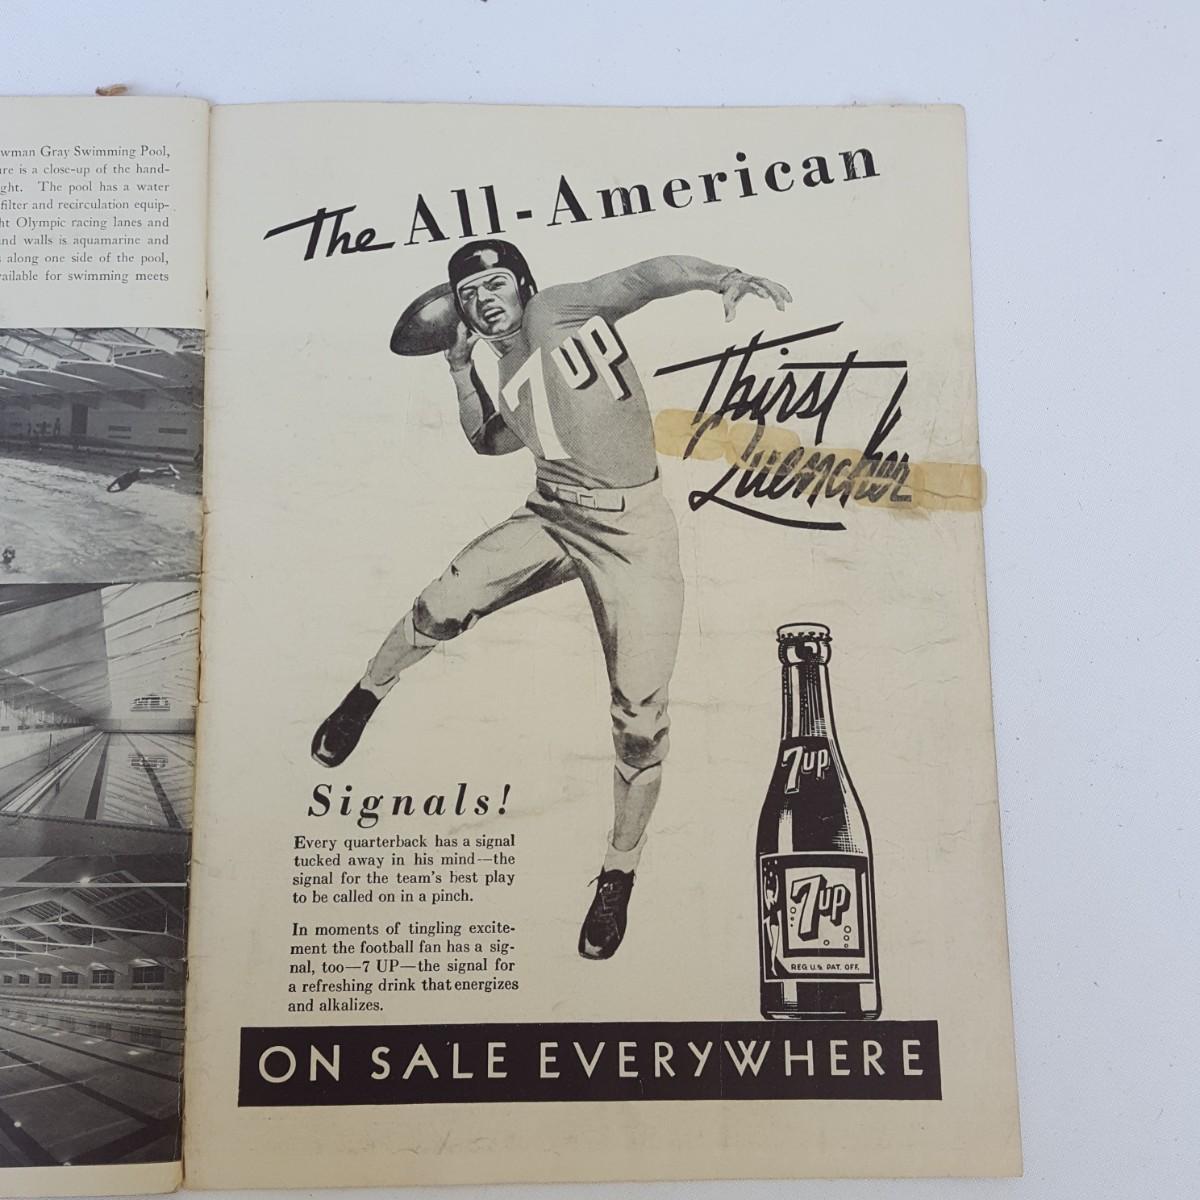 wman Gray Swimming Pool,
re is a close-up of the hand-
ght. The pool has a water
filter and recirculation equip-
ht Olympic racing lanes and
nd walls is aquamarine and
along one side of the pool,
ailable for swimming meets
The All-American
7up
Thirst
Quencher
7up
7up
REG U.S. PAT. OFF.
Signals!
Every quarterback has a signal
tucked away in his mind—the
signal for the team's best play
to be called on in a pinch.
In moments of tingling excite-
ment the football fan has a sig-
nal, too—7 UP—the signal for
a refreshing drink that energizes
and alkalizes.
ON SALE EVERYWHERE